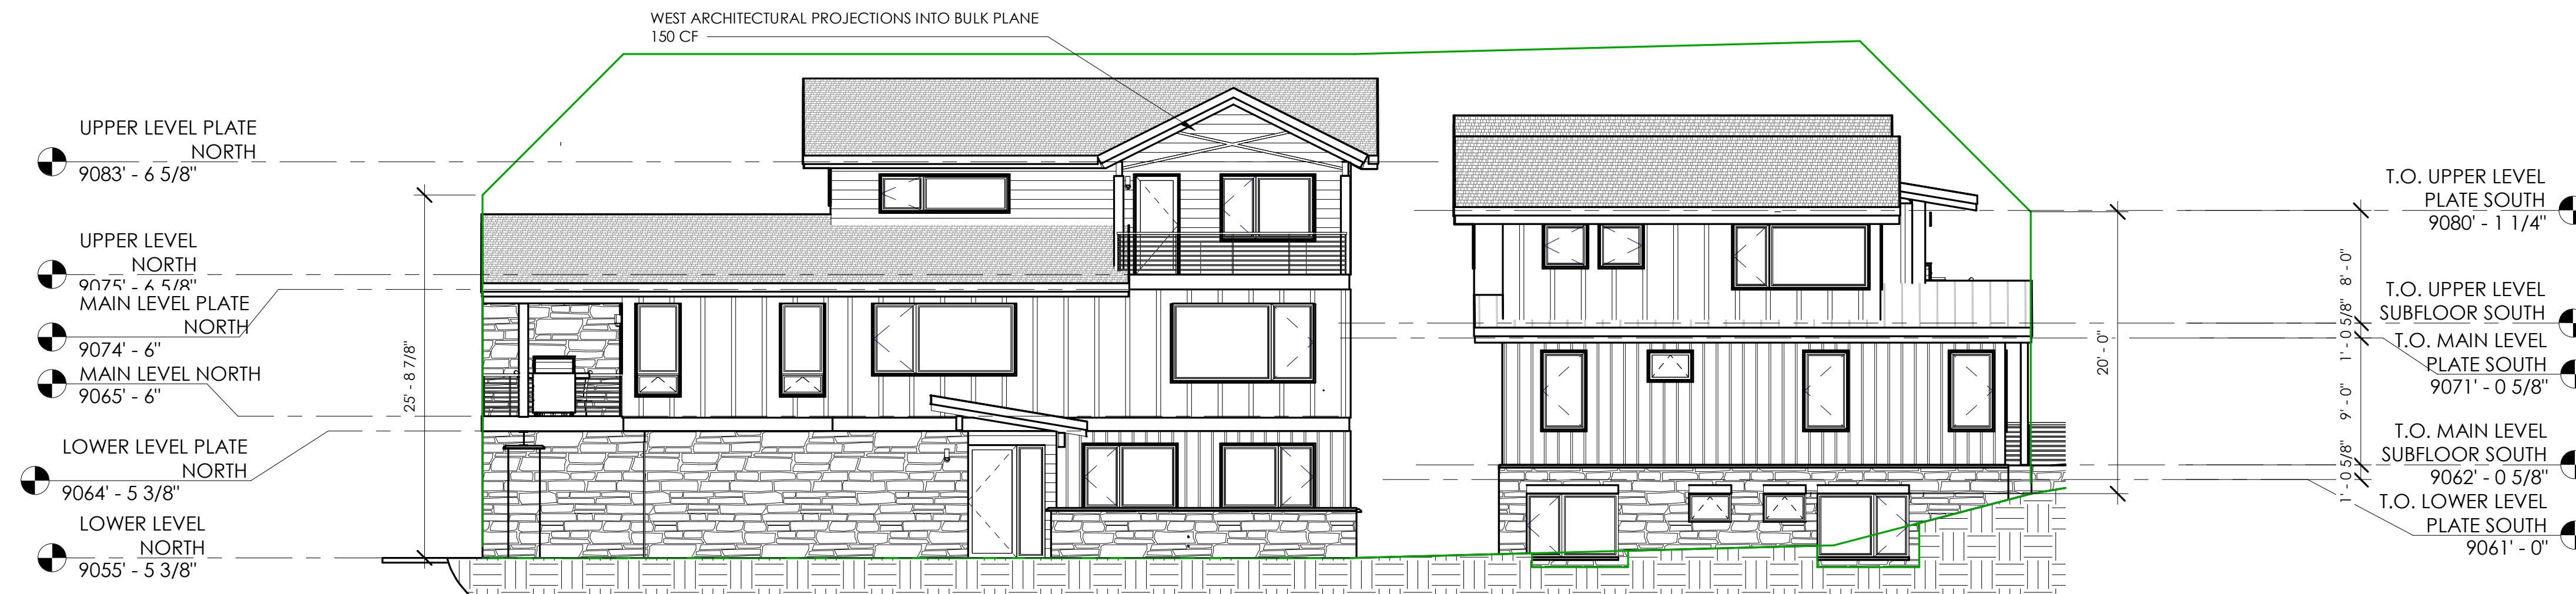 WEST ARCHITECTURAL PROJECTIONS INTO BULK PLANE
150 CF
UPPER LEVEL PLATE
NORTH
9083' - 6 5/8"
UPPER LEVEL
NORTH
9075' - 6 5/8"
MAIN LEVEL PLATE
NORTH
9074' - 6"
MAIN LEVEL NORTH
9065' - 6"
LOWER LEVEL PLATE
NORTH
9064' - 5 3/8"
LOWER LEVEL
NORTH
9055' - 5 3/8"
25' - 8 7/8"
20' - 0"
8' - 0"
1' - 0 5/8"
9' - 0"
1' - 0 5/8"
T.O. UPPER LEVEL
PLATE SOUTH
9080' - 1 1/4"
T.O. UPPER LEVEL
SUBFLOOR SOUTH
T.O. MAIN LEVEL
PLATE SOUTH
9071' - 0 5/8"
T.O. MAIN LEVEL
SUBFLOOR SOUTH
9062' - 0 5/8"
T.O. LOWER LEVEL
PLATE SOUTH
9061' - 0"